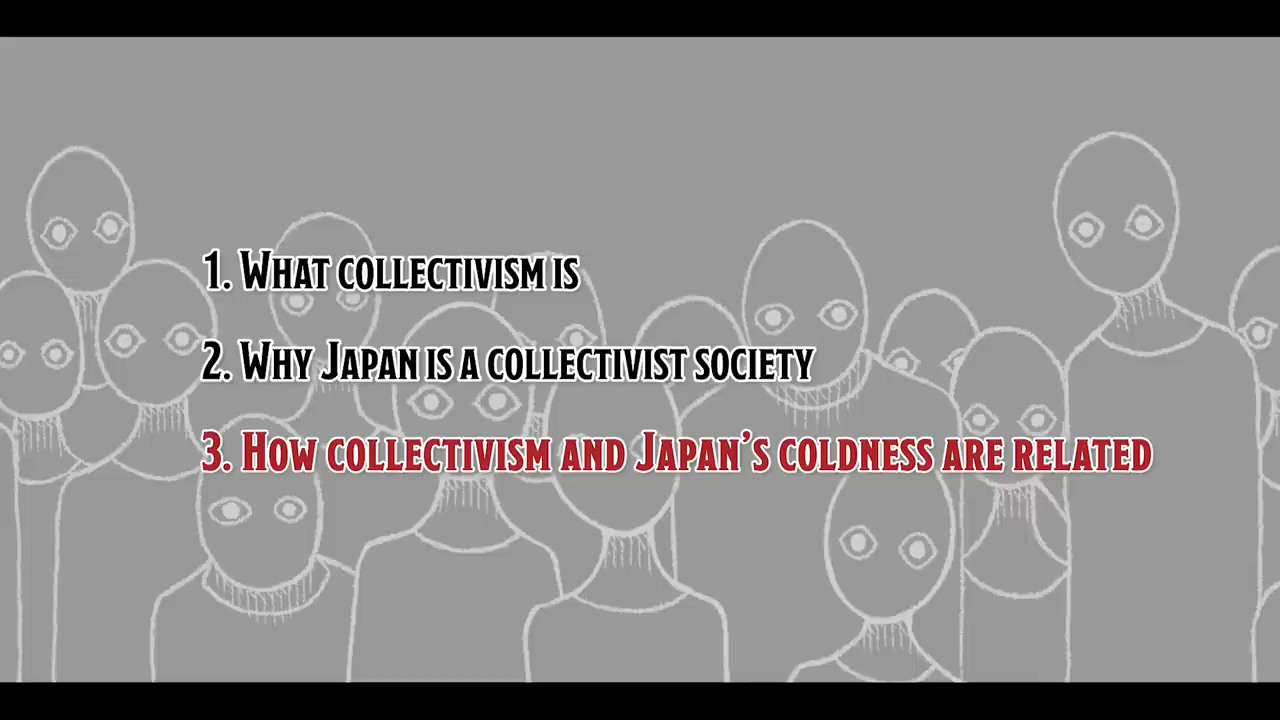 1. What collectivism is
2. Why Japan is a collectivist society
3. How collectivism and Japan's coldness are related